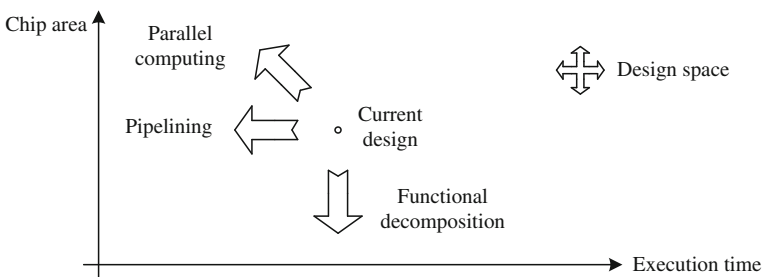 Chip area
Parallel
computing
Design space
Pipelining
Current
design
Functional
decomposition
Execution time